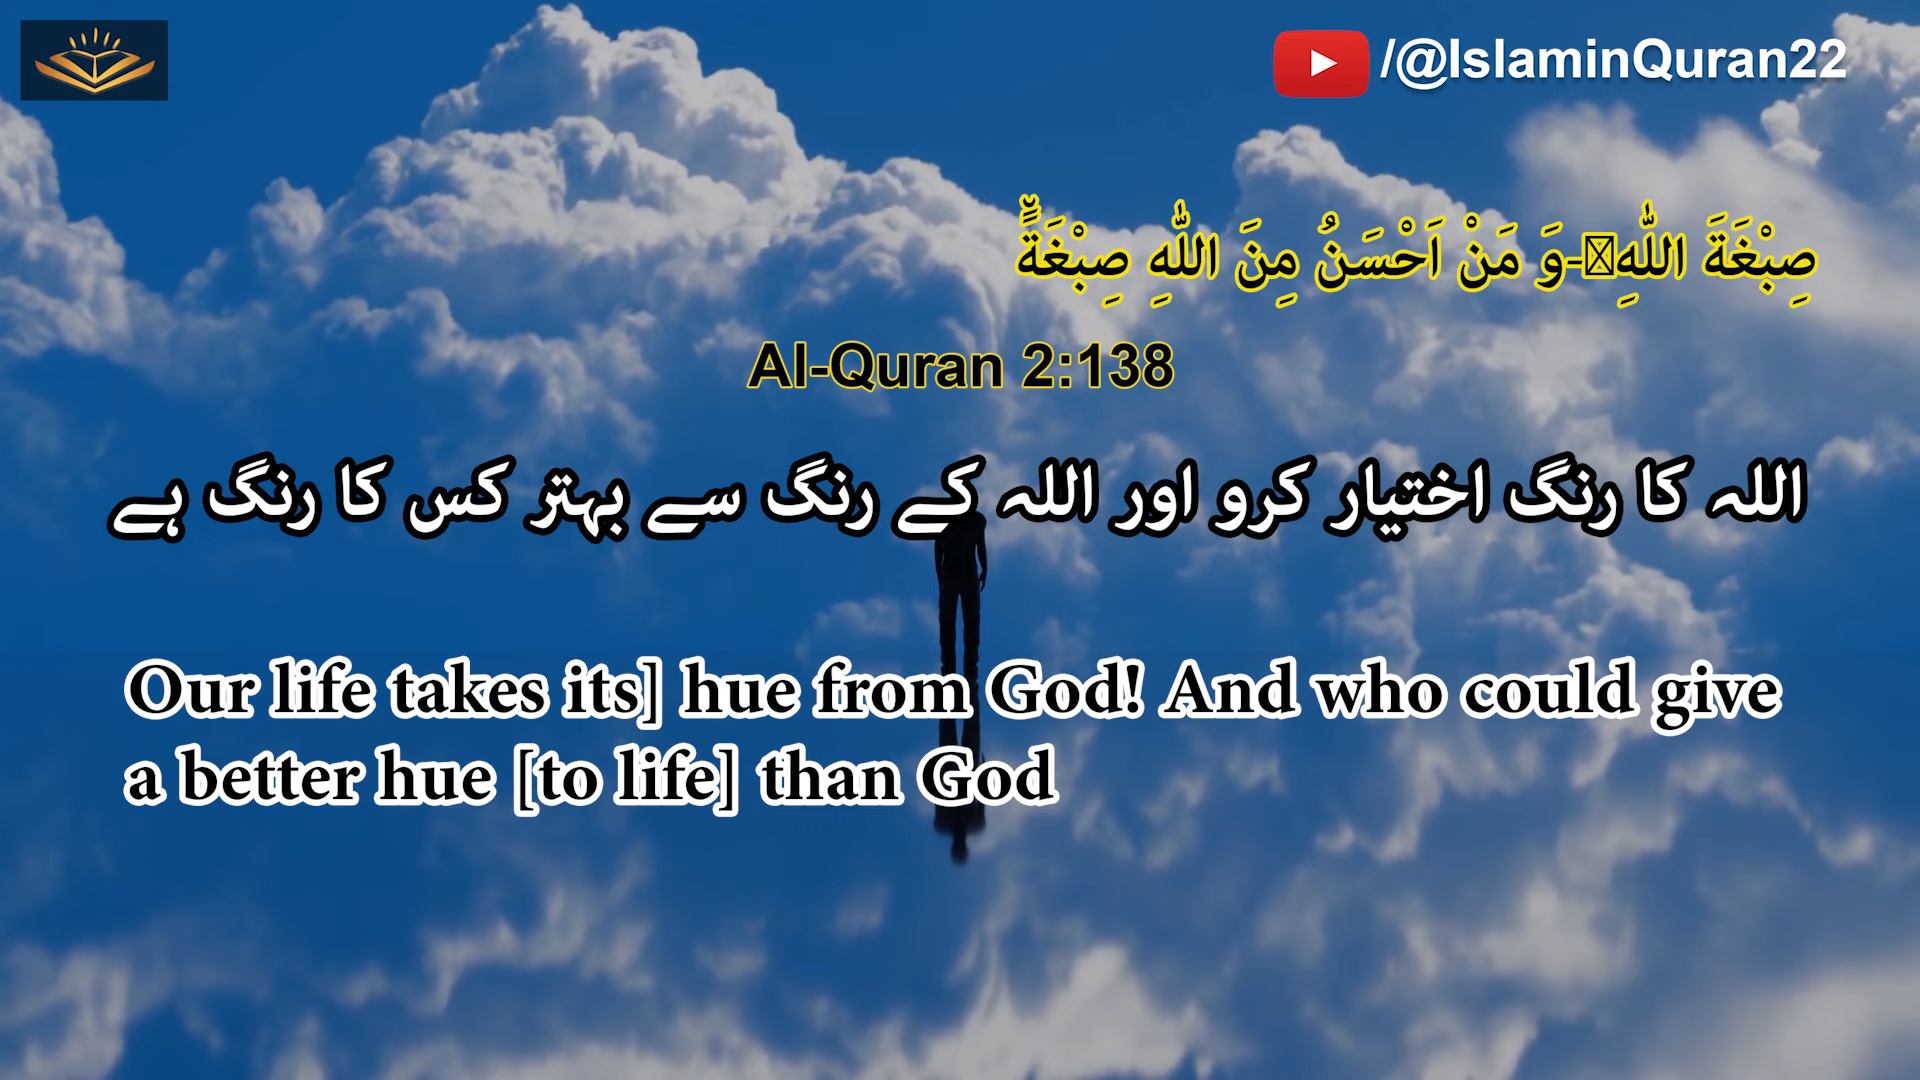 /@IslaminQuran22
صِبْغَةَ اللّٰهِ-وَ مَنْ اَحْسَنُ مِنَ اللّٰهِ صِبْغَةً٘
Al-Quran 2:138
اللہ کا رنگ اختیار کرو اور اللہ کے رنگ سے بہتر کس کا رنگ ہے
Our life takes its] hue from God! And who could give
a better hue [to life] than God